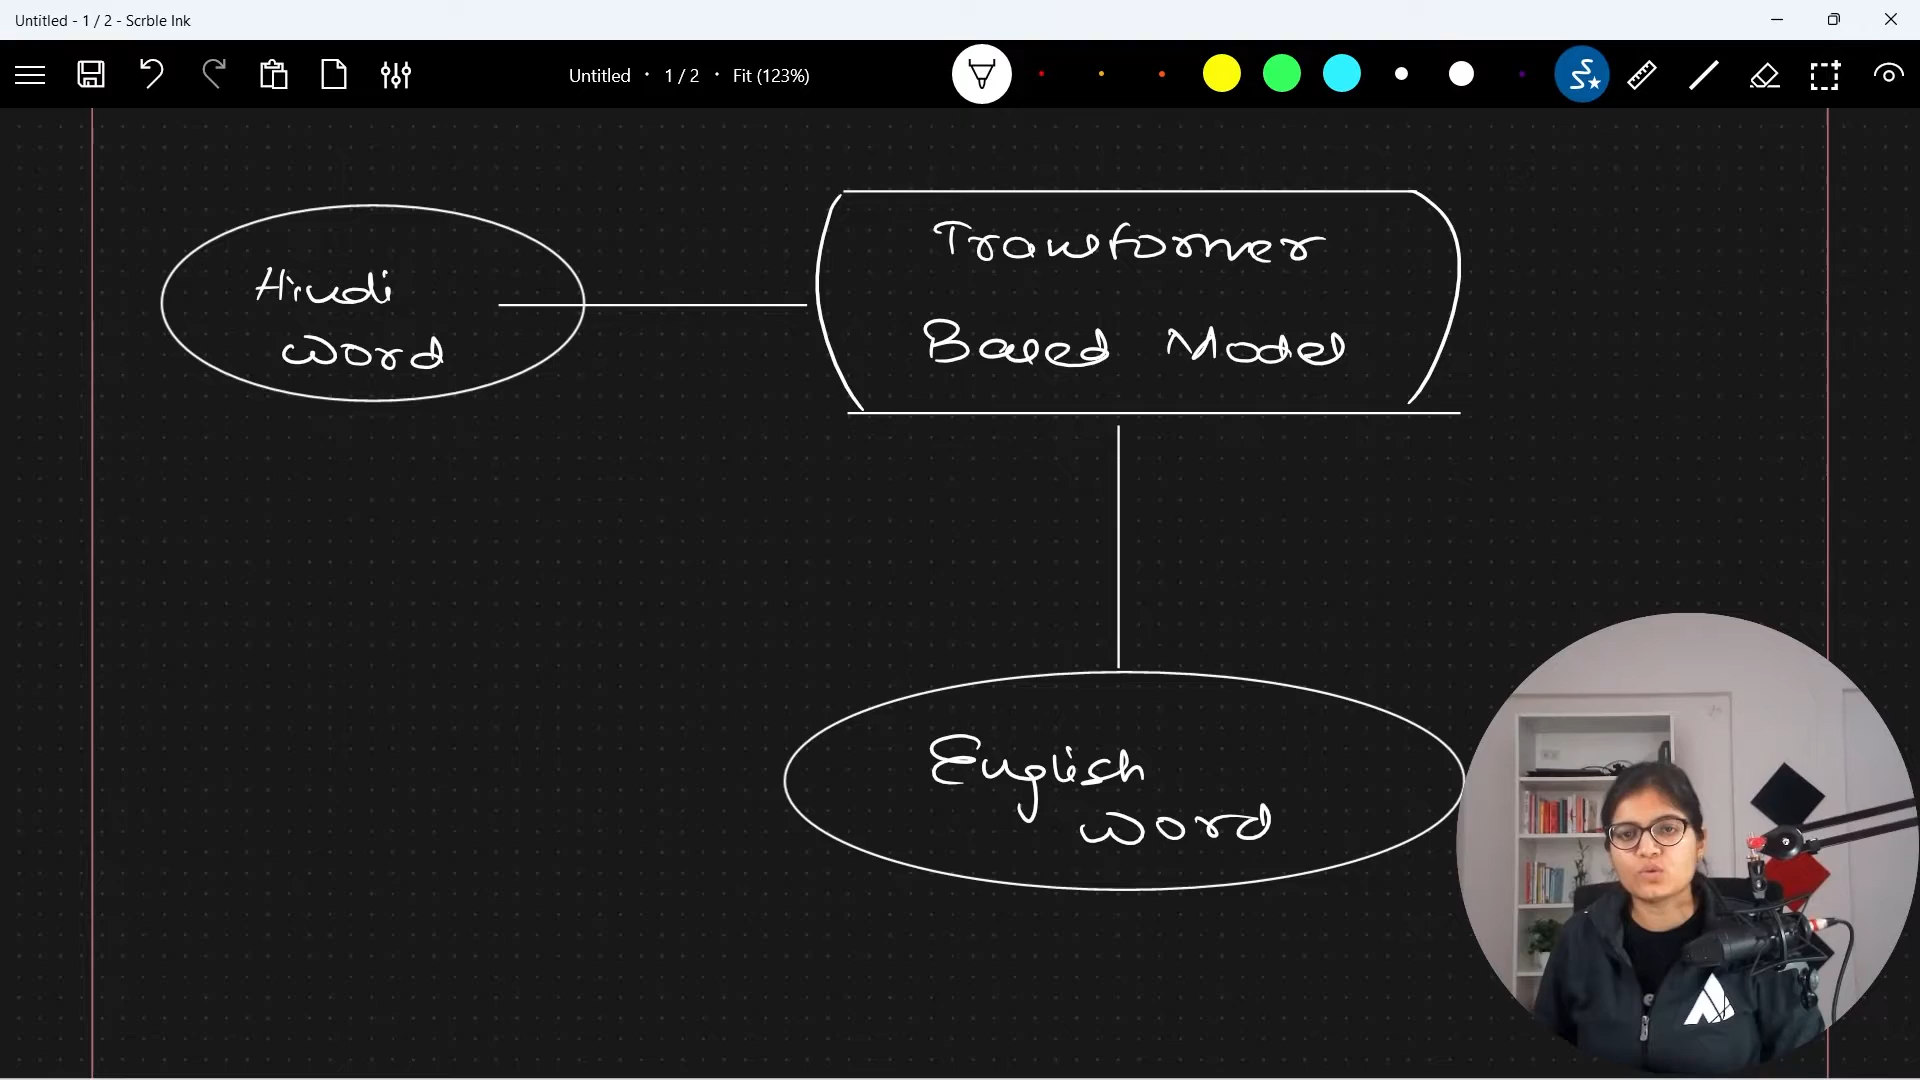 Untitled - 1 / 2 - Scrble Ink
Untitled • 1 / 2 • Fit (123%)
Hindi
word
Transformer
Based Model
English
word